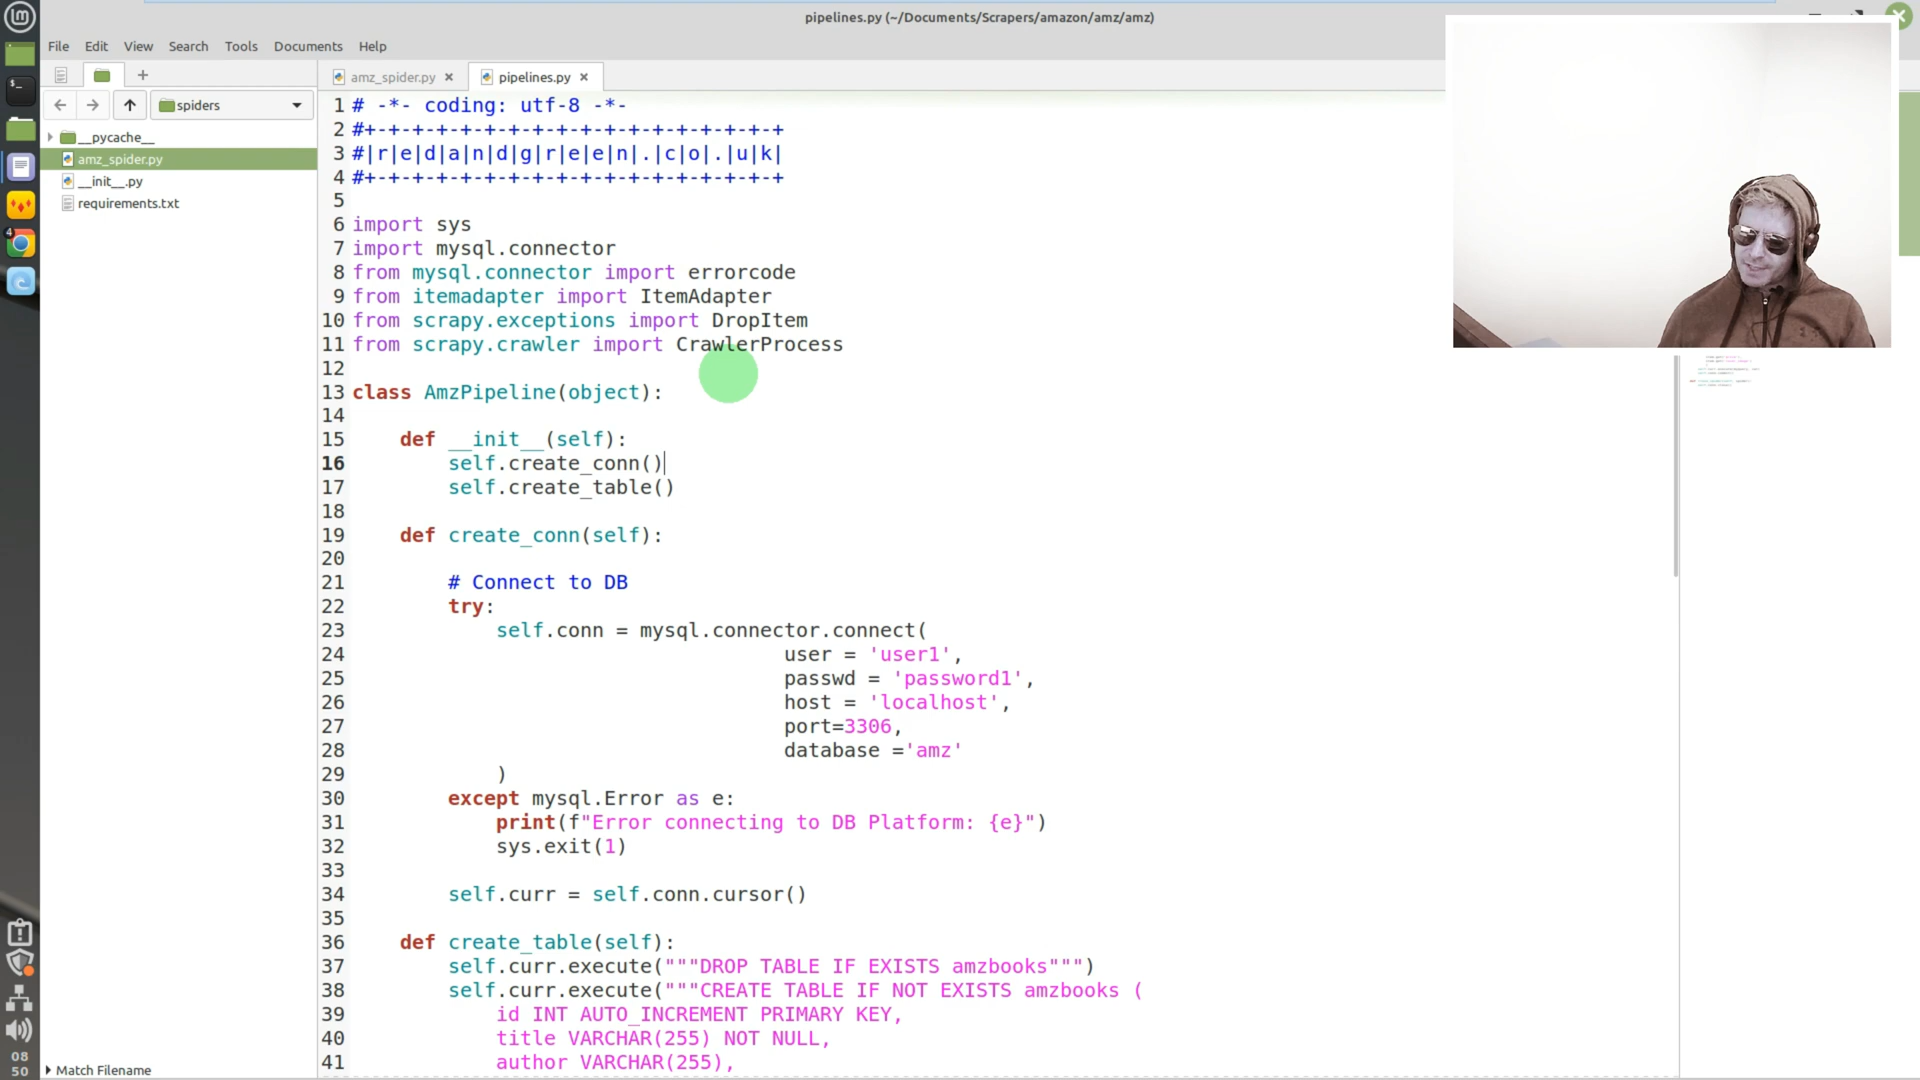 pipelines.py (~/Documents/Scrapers/amazon/amz/amz)
File Edit View Search Tools Documents Help
amz_spider.py
pipelines.py
spiders
__pycache__
amz_spider.py
__init__.py
requirements.txt
1 # -*- coding: utf-8 -*-
2 #+-+-+-+-+-+-+-+-+-+-+-+-+-+-+-+-+-+
3 #|r|e|d|a|n|d|g|r|e|e|n|.|c|o|.|u|k|
4 #+-+-+-+-+-+-+-+-+-+-+-+-+-+-+-+-+-+
5
6 import sys
7 import mysql.connector
8 from mysql.connector import errorcode
9 from itemadapter import ItemAdapter
10 from scrapy.exceptions import DropItem
11 from scrapy.crawler import CrawlerProcess
12
13 class AmzPipeline(object):
14
15     def __init__(self):
16         self.create_conn()
17         self.create_table()
18
19     def create_conn(self):
20
21         # Connect to DB
22         try:
23             self.conn = mysql.connector.connect(
24                                     user = 'user1',
25                                     passwd = 'password1',
26                                     host = 'localhost',
27                                     port=3306,
28                                     database ='amz'
29             )
30         except mysql.Error as e:
31             print(f"Error connecting to DB Platform: {e}")
32             sys.exit(1)
33
34         self.curr = self.conn.cursor()
35
36     def create_table(self):
37         self.curr.execute("""DROP TABLE IF EXISTS amzbooks""")
38         self.curr.execute("""CREATE TABLE IF NOT EXISTS amzbooks (
39             id INT AUTO_INCREMENT PRIMARY KEY,
40             title VARCHAR(255) NOT NULL,
41             author VARCHAR(255),
Match Filename
4
08
50